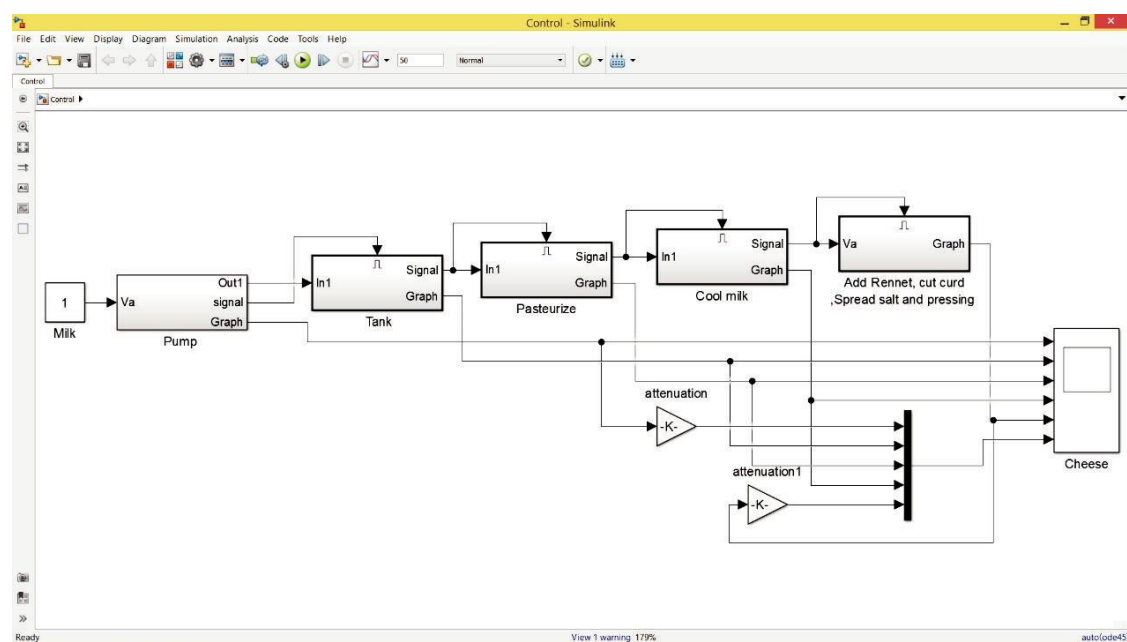 Control - Simulink
File Edit View Display Diagram Simulation Analysis Code Tools Help
50 Normal
Control
Control
Signal
Va Graph
Add Rennet, cut curd
,Spread salt and pressing
In1 Signal
Graph
Cool milk
In1 Signal
Graph
Pasteurize
In1 Signal
Graph
Tank
1
Milk
Va Out1
signal
Graph
Pump
attenuation
-K-
attenuation1
-K-
Cheese
Ready View 1 warning 179% auto(ode45